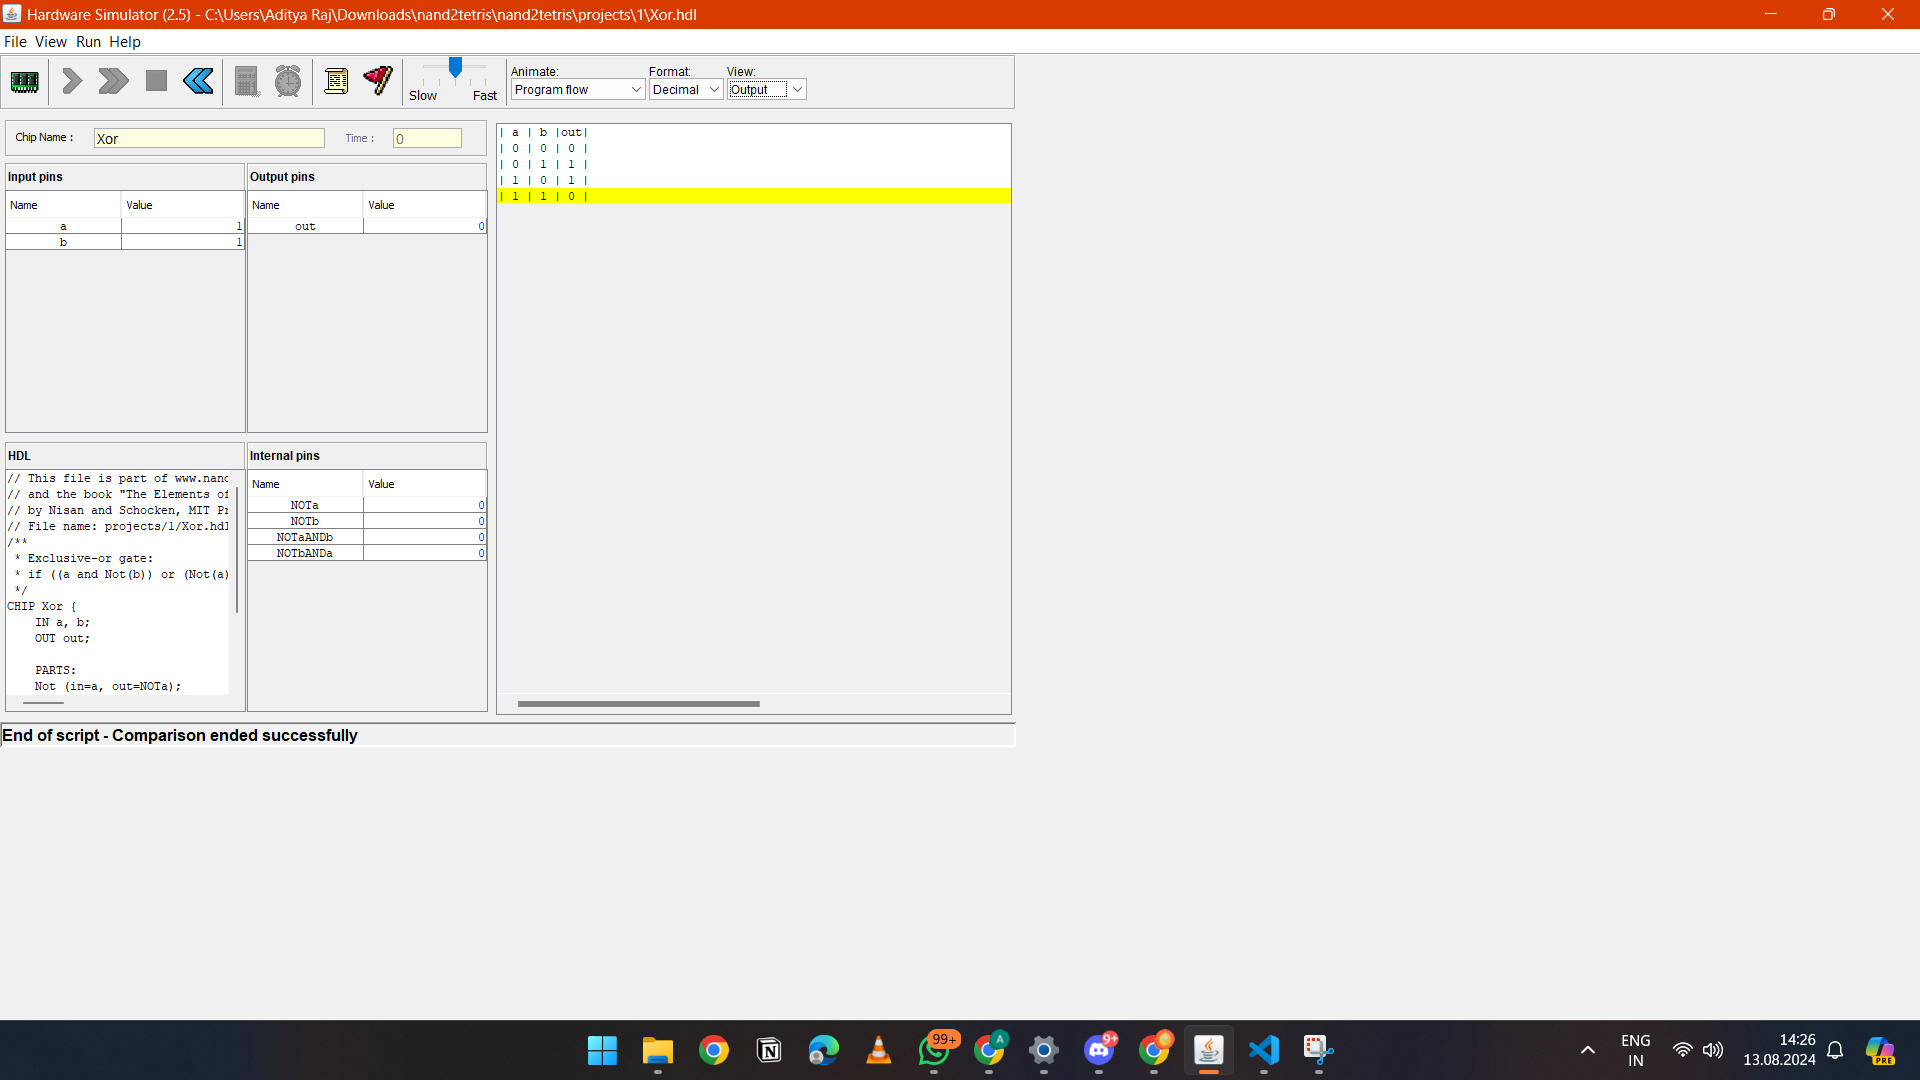 Hardware Simulator (2.5) - C:\Users\Aditya Raj\Downloads\nand2tetris\nand2tetris\projects\1\Xor.hdl
File View Run Help
Slow Fast
Animate: Format: View:
Program flow Decimal Output
Chip Name : Xor Time : 0
Input pins
Name Value
a 1
b 1
Output pins
Name Value
out 0
| a | b |out|
| 0 | 0 | 0 |
| 0 | 1 | 1 |
| 1 | 0 | 1 |
| 1 | 1 | 0 |
HDL
// This file is part of www.nand
// and the book "The Elements of
// by Nisan and Schocken, MIT Pr
// File name: projects/1/Xor.hdl
/**
* Exclusive-or gate:
* if ((a and Not(b)) or (Not(a)
*/
CHIP Xor {
IN a, b;
OUT out;
PARTS:
Not (in=a, out=NOTa);
Internal pins
Name Value
NOTa 0
NOTb 0
NOTaANDb 0
NOTbANDa 0
End of script - Comparison ended successfully
99+
A
9+
ENG
IN
14:26
13.08.2024
PRE